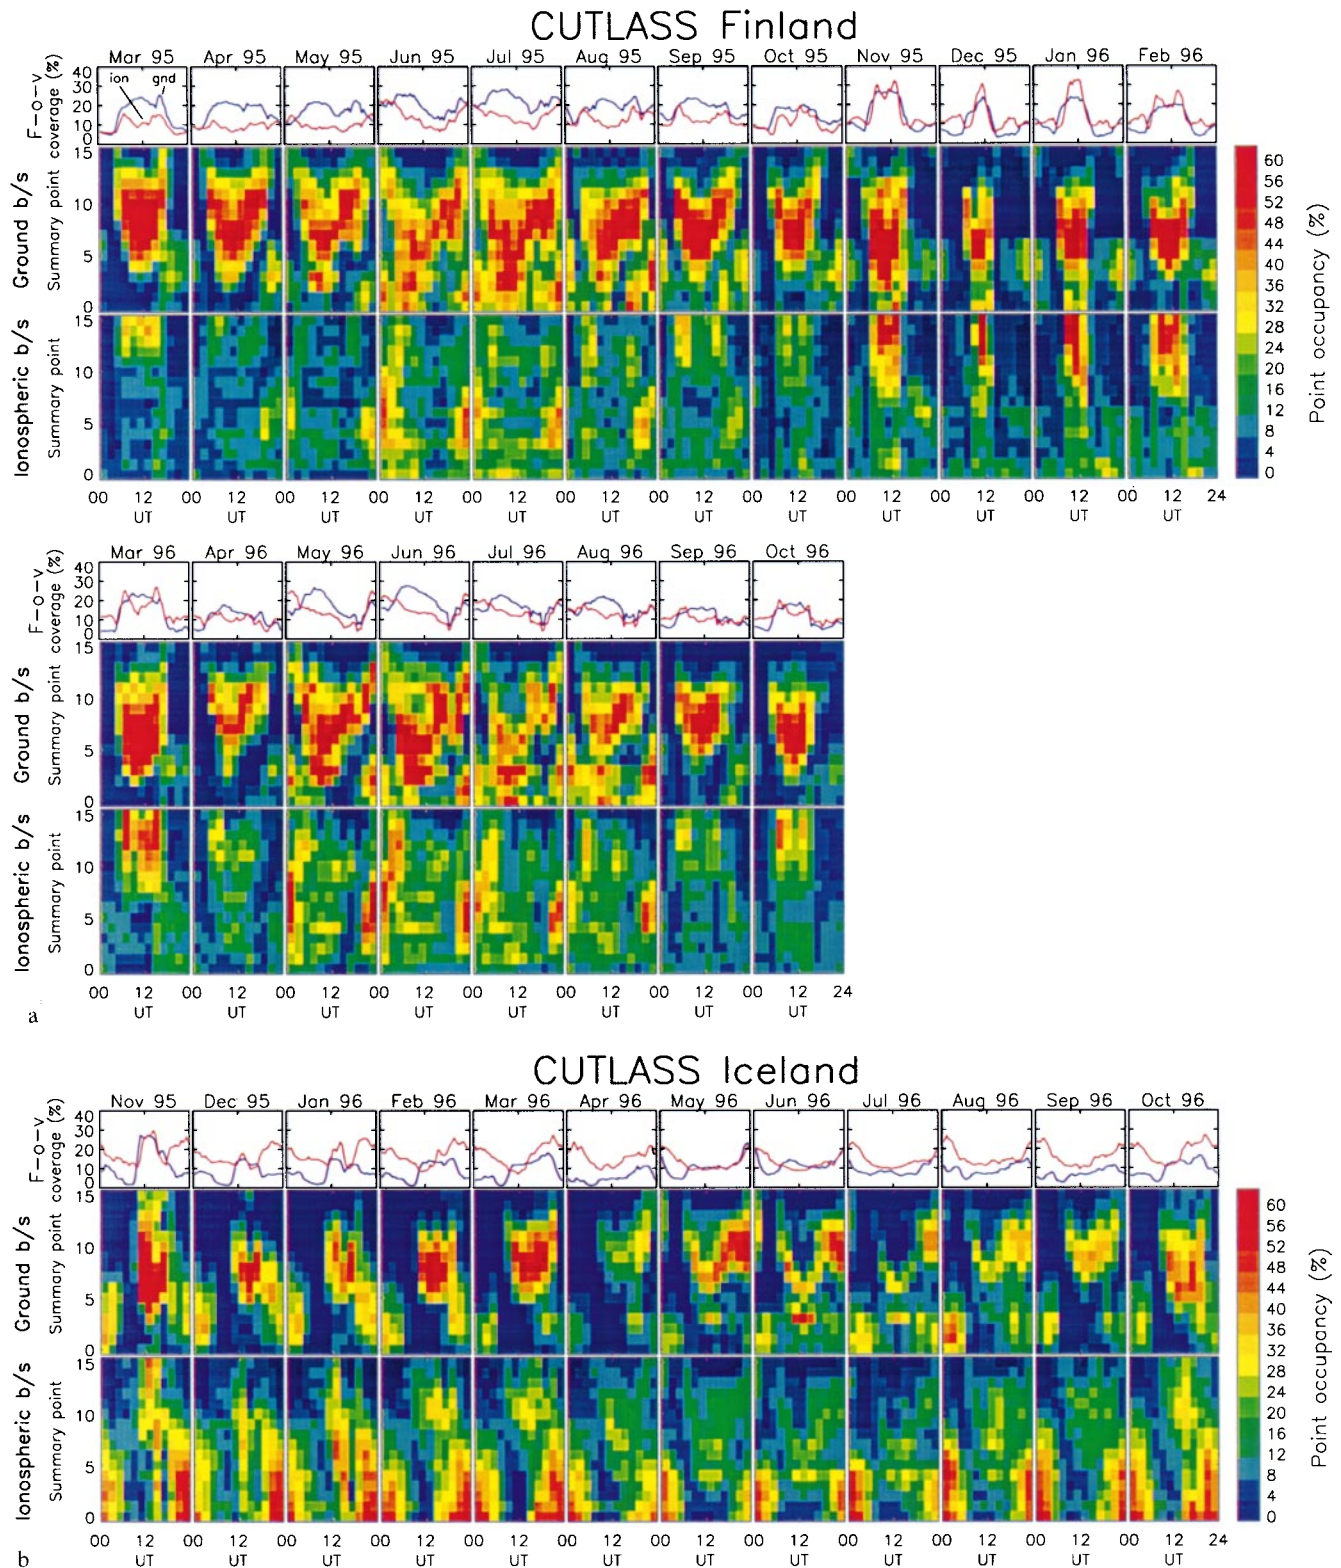 CUTLASS Finland
Mar 95 Apr 95 May 95 Jun 95 Jul 95 Aug 95 Sep 95 Oct 95 Nov 95 Dec 95 Jan 96 Feb 96
F-o-v
coverage (%)
40
30
20
10
0
ion gnd
Ground b/s
Summary point
15
10
5
0
Ionospheric b/s
Summary point
15
10
5
0
00 12 00 12 00 12 00 12 00 12 00 12 00 12 00 12 00 12 00 12 00 12 00 12 24
UT UT UT UT UT UT UT UT UT UT UT UT
60
56
52
48
44
40
36
32
28
24
20
16
12
8
4
0
Point occupancy (%)
Mar 96 Apr 96 May 96 Jun 96 Jul 96 Aug 96 Sep 96 Oct 96
F-o-v
coverage (%)
40
30
20
10
0
Ground b/s
Summary point
15
10
5
0
Ionospheric b/s
Summary point
15
10
5
0
00 12 00 12 00 12 00 12 00 12 00 12 00 12 00 12 24
UT UT UT UT UT UT UT UT
a
CUTLASS Iceland
Nov 95 Dec 95 Jan 96 Feb 96 Mar 96 Apr 96 May 96 Jun 96 Jul 96 Aug 96 Sep 96 Oct 96
F-o-v
coverage (%)
40
30
20
10
0
Ground b/s
Summary point
15
10
5
0
Ionospheric b/s
Summary point
15
10
5
0
00 12 00 12 00 12 00 12 00 12 00 12 00 12 00 12 00 12 00 12 00 12 00 12 24
UT UT UT UT UT UT UT UT UT UT UT UT
60
56
52
48
44
40
36
32
28
24
20
16
12
8
4
0
Point occupancy (%)
b